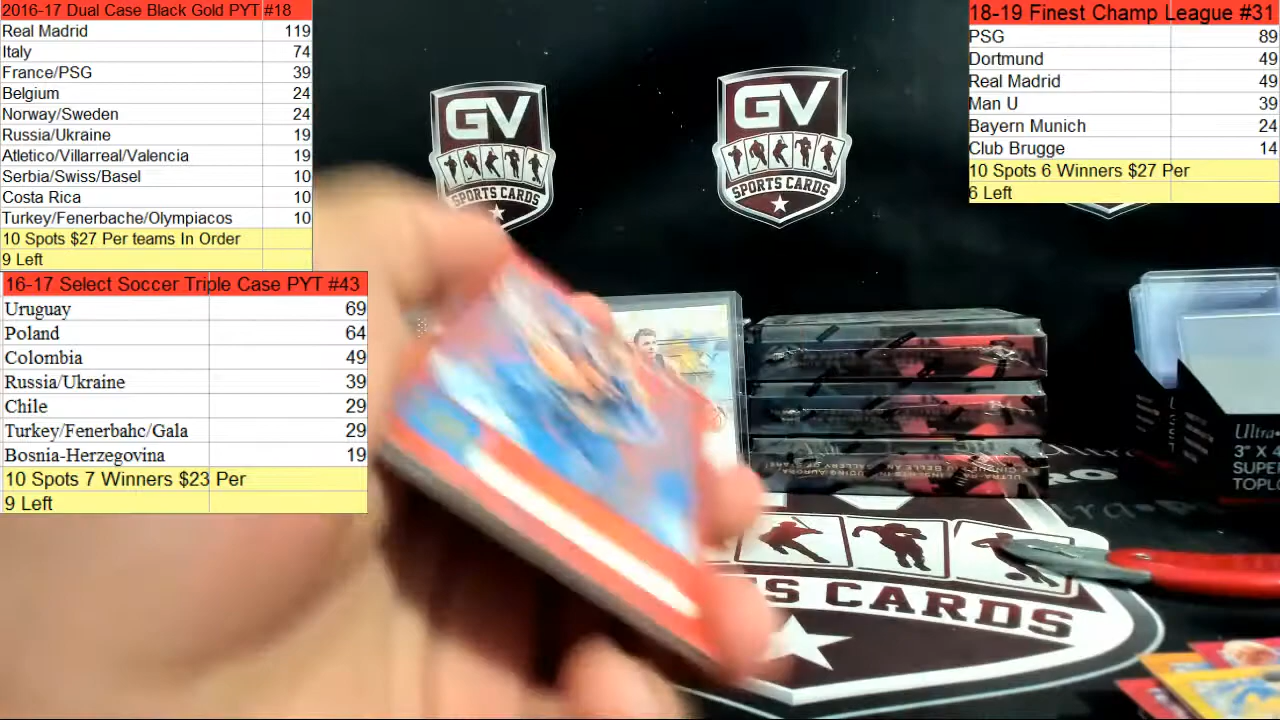 2016-17 Dual Case Black Gold PYT #18
Real Madrid 119
Italy 74
France/PSG 39
Belgium 24
Norway/Sweden 24
Russia/Ukraine 19
Atletico/Villarreal/Valencia 19
Serbia/Swiss/Basel 10
Costa Rica 10
Turkey/Fenerbache/Olympiacos 10
10 Spots $27 Per teams In Order
9 Left
16-17 Select Soccer Triple Case PYT #43
Uruguay 69
Poland 64
Colombia 49
Russia/Ukraine 39
Chile 29
Turkey/Fenerbahc/Gala 29
Bosnia-Herzegovina 19
10 Spots 7 Winners $23 Per
9 Left
18-19 Finest Champ League #31
PSG 89
Dortmund 49
Real Madrid 49
Man U 39
Bayern Munich 24
Club Brugge 14
10 Spots 6 Winners $27 Per
6 Left
GV
SPORTS CARDS
GV
SPORTS CARDS
Ultra
3" X 4
SUPE
TOPLO
S CARDS